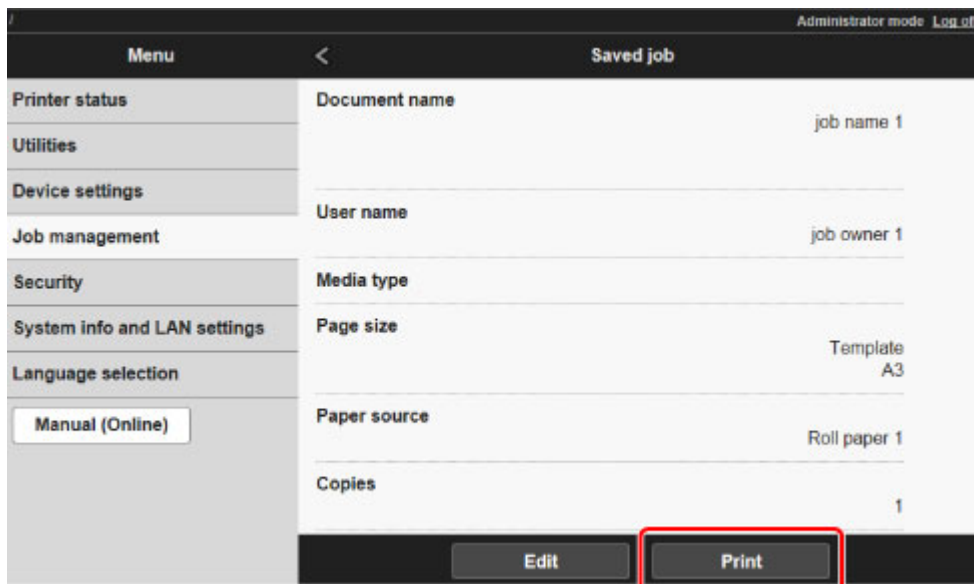 /
Administrator mode Log of
Menu
<
Saved job
Printer status
Utilities
Device settings
Job management
Security
System info and LAN settings
Language selection
Manual (Online)
Document name
job name 1
User name
job owner 1
Media type
Page size
Template
A3
Paper source
Roll paper 1
Copies
1
Edit
Print